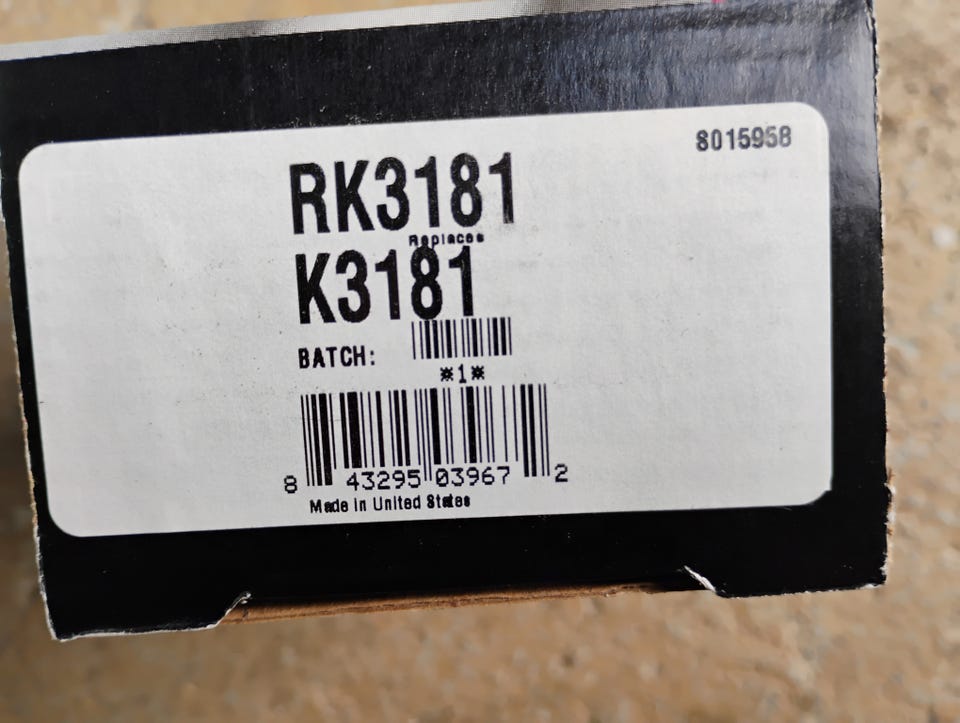 8015958
RK3181
Replaces
K3181
BATCH:
*1*
8 43295 03967 2
Made in United States